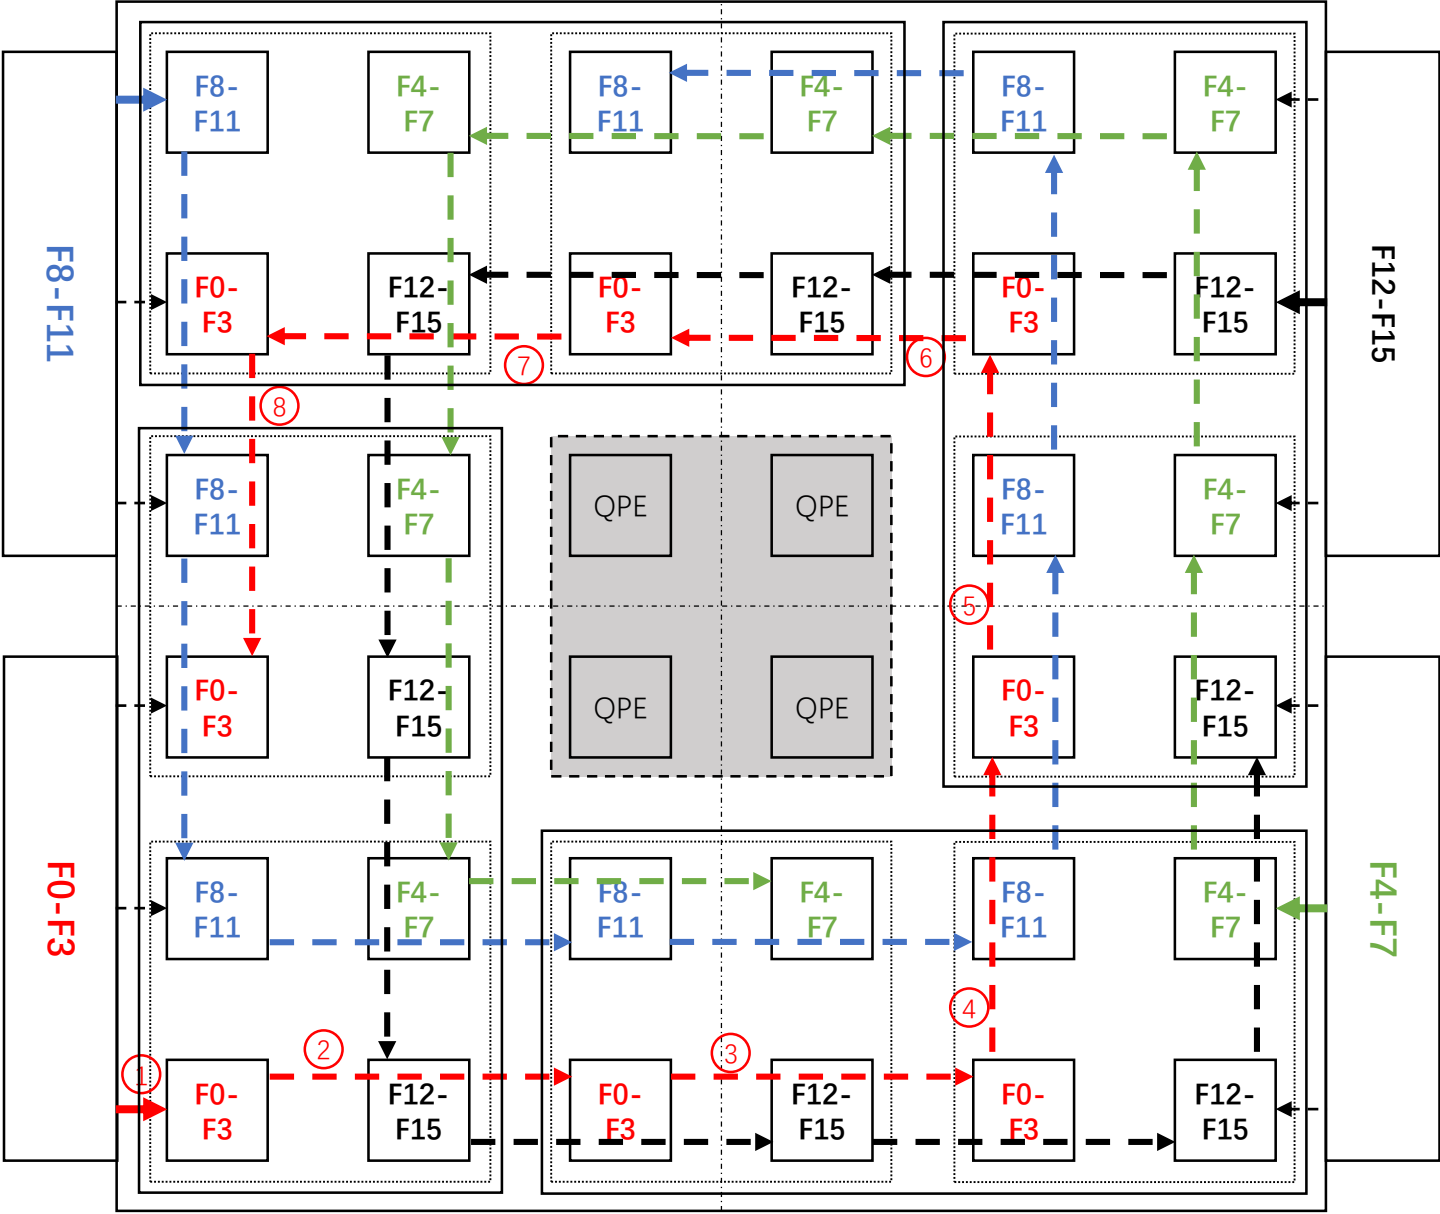 F8- F4- F8- F4- F8- F4-
F11 F7 F11 F7 F11 F7
F8-F11
F12-F15
F0- F12- F0- F12- F0- F12-
F3 F15 F3 F15 F3 F15
⑥
⑦
⑧
F8- F4- QPE QPE F8- F4-
F11 F7 F11 F7
⑤
F0- F12- QPE QPE F0- F12-
F3 F15 F3 F15
F8- F4- F8- F4- F8- F4-
F11 F7 F11 F7 F11 F7
F0-F3
F4-F7
④
② ③
①
F0- F12- F0- F12- F0- F12-
F3 F15 F3 F15 F3 F15